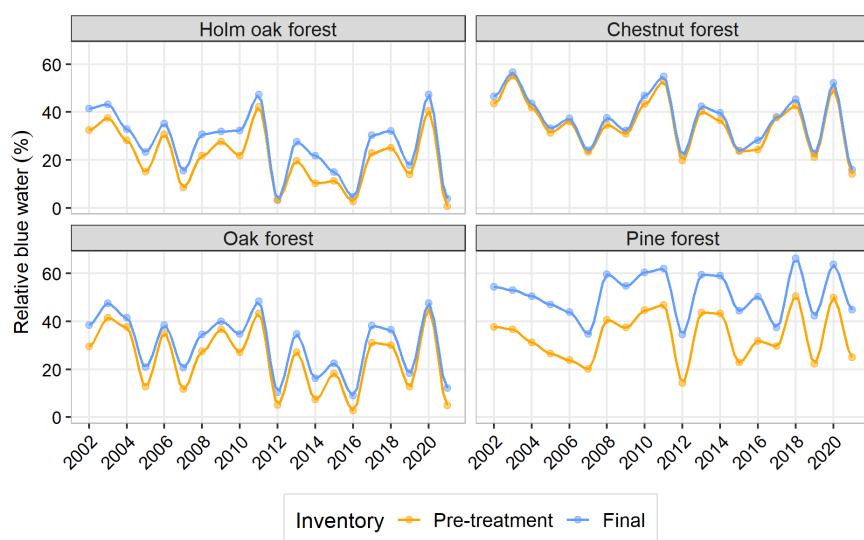 Holm oak forest
Chestnut forest
60
40
20
0
Oak forest
Pine forest
60
40
20
0
Relative blue water (%)
2002 2004 2006 2008 2010 2012 2014 2016 2018 2020
2002 2004 2006 2008 2010 2012 2014 2016 2018 2020
Inventory Pre-treatment Final